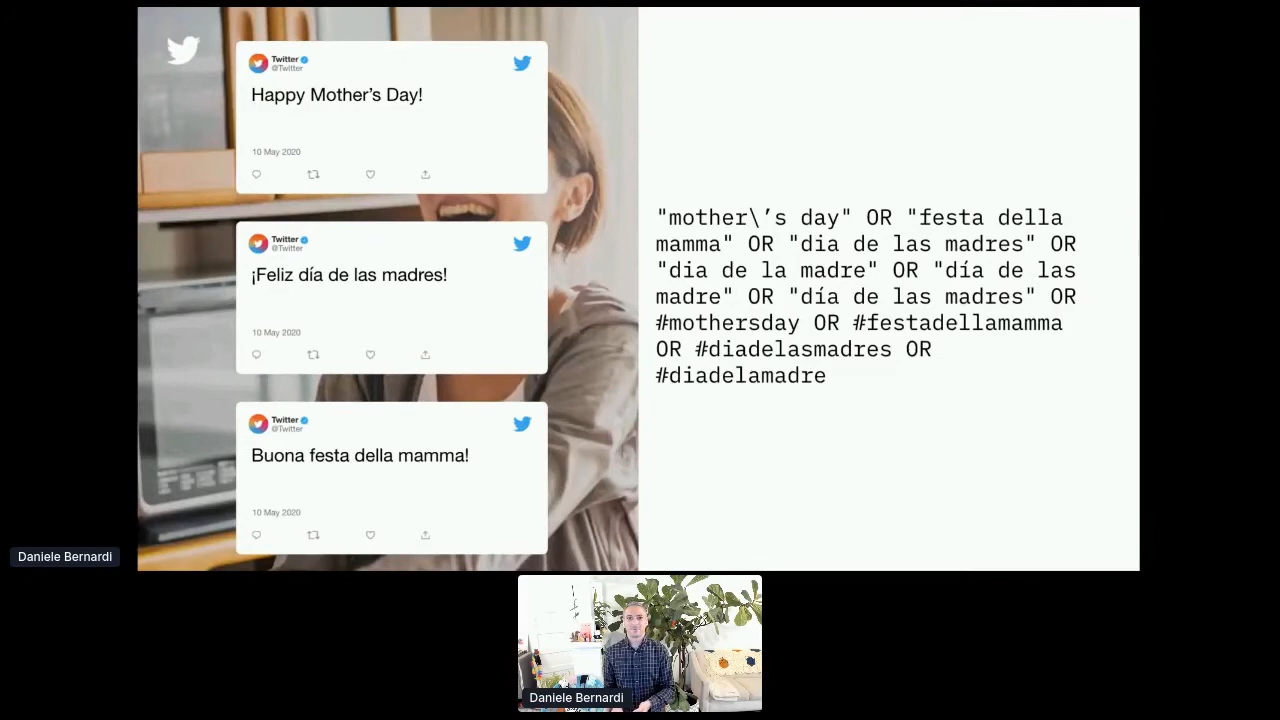 Twitter
@Twitter
Happy Mother’s Day!
10 May 2020
Twitter
@Twitter
¡Feliz día de las madres!
10 May 2020
Twitter
@Twitter
Buona festa della mamma!
10 May 2020
"mother\’s day" OR "festa della
mamma" OR "dia de las madres" OR
"dia de la madre" OR "día de las
madre" OR "día de las madres" OR
#mothersday OR #festadellamamma
OR #diadelasmadres OR
#diadelamadre
Daniele Bernardi
Daniele Bernardi